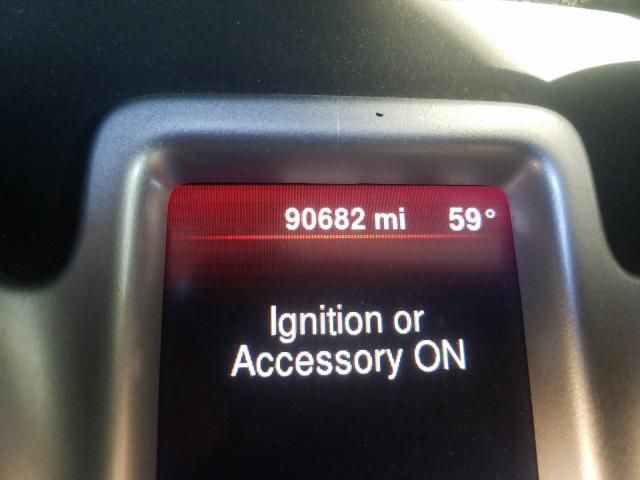 90682 mi 59°
Ignition or
Accessory ON